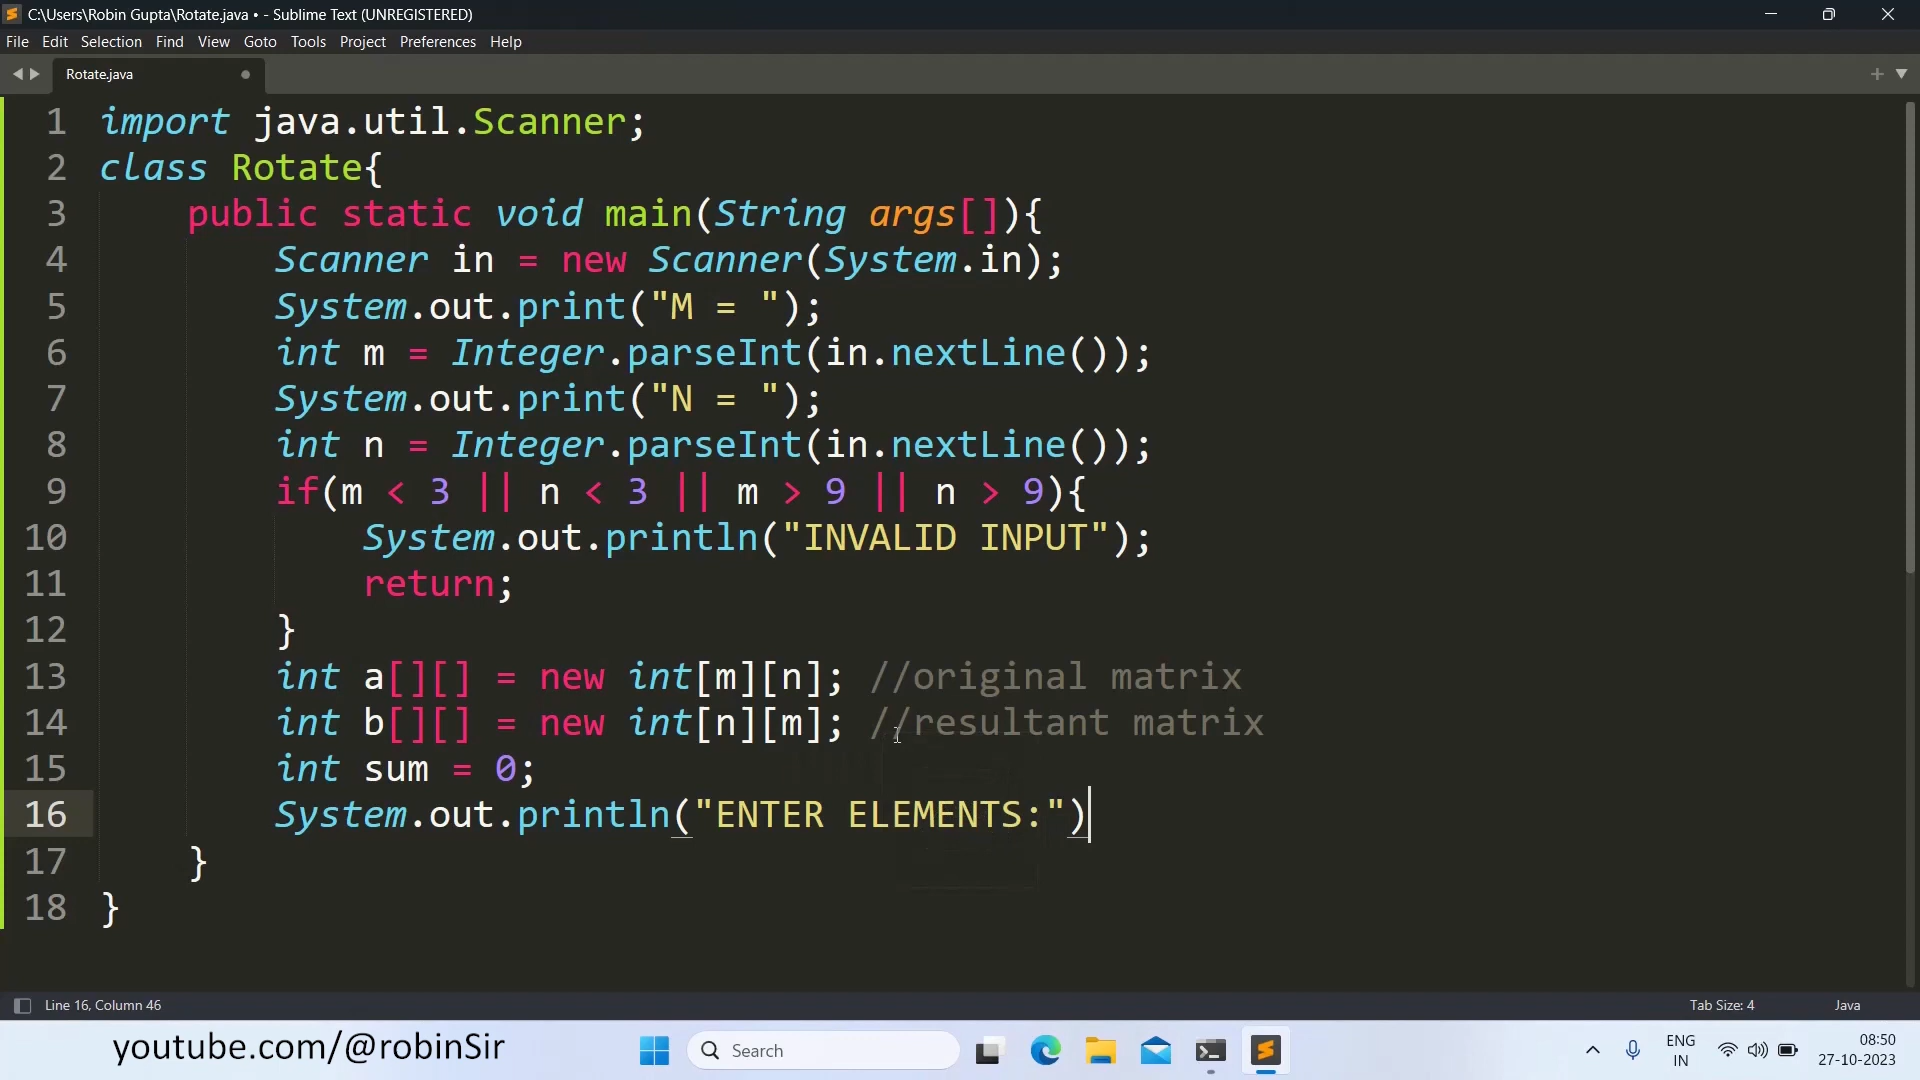 C:\Users\Robin Gupta\Rotate.java • - Sublime Text (UNREGISTERED)
File Edit Selection Find View Goto Tools Project Preferences Help
Rotate.java
1 import java.util.Scanner;
2 class Rotate{
3 public static void main(String args[]){
4 Scanner in = new Scanner(System.in);
5 System.out.print("M = ");
6 int m = Integer.parseInt(in.nextLine());
7 System.out.print("N = ");
8 int n = Integer.parseInt(in.nextLine());
9 if(m < 3 || n < 3 || m > 9 || n > 9){
10 System.out.println("INVALID INPUT");
11 return;
12 }
13 int a[][] = new int[m][n]; //original matrix
14 int b[][] = new int[n][m]; //resultant matrix
15 int sum = 0;
16 System.out.println("ENTER ELEMENTS:")
17 }
18 }
Line 16, Column 46 Tab Size: 4 Java
youtube.com/@robinSir
Search
ENG
IN
08:50
27-10-2023